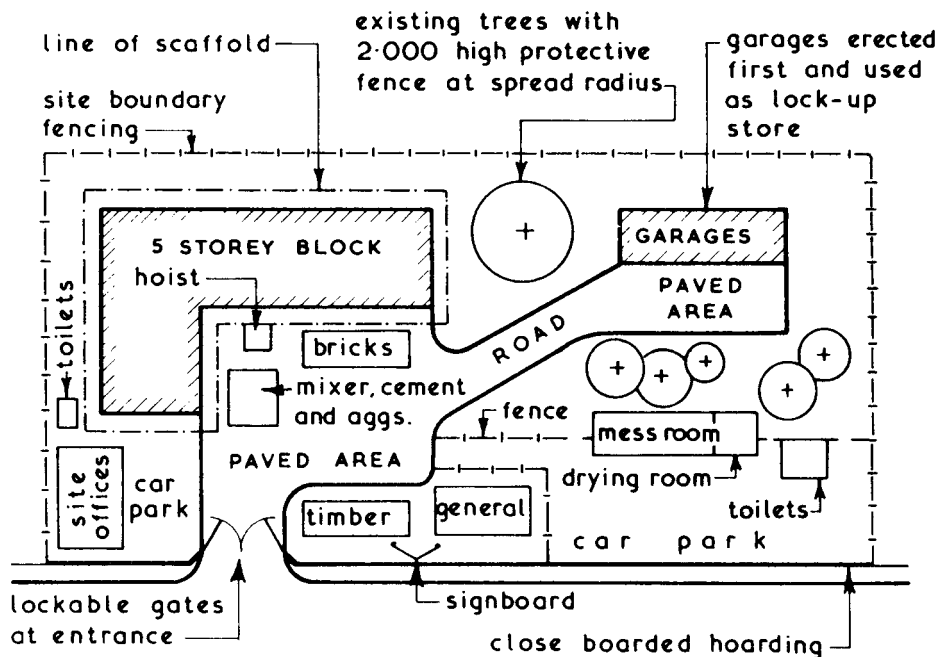 existing trees with
2·000 high protective
fence at spread radius
line of scaffold
garages erected
first and used
as lock-up
store
site boundary
fencing
5 STOREY BLOCK
hoist
GARAGES
PAVED
AREA
toilets
ROAD
bricks
mixer, cement
and aggs.
fence
mess room
PAVED AREA
drying room
site
offices
car
park
timber
general
toilets
car park
lockable gates
at entrance
signboard
close boarded hoarding